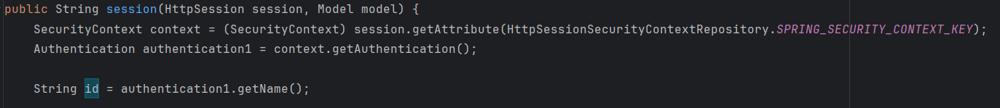 public String session(HttpSession session, Model model) {
SecurityContext context = (SecurityContext) session.getAttribute(HttpSessionSecurityContextRepository.SPRING_SECURITY_CONTEXT_KEY);
Authentication authentication1 = context.getAuthentication();
String id = authentication1.getName();